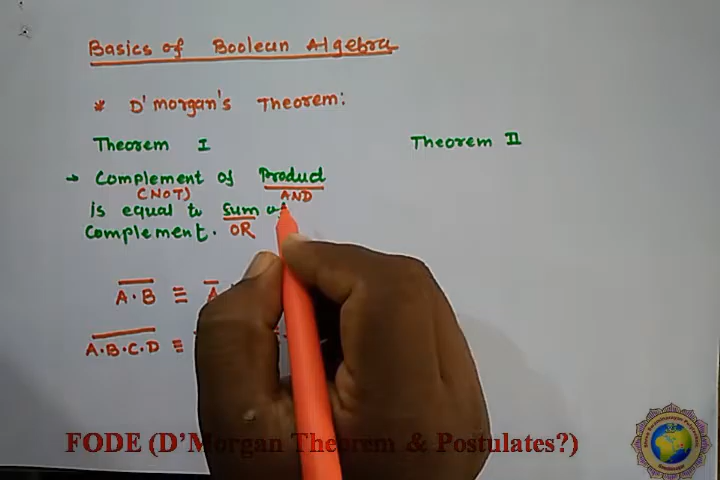 Basics of Boolean Algebra
* D'morgan's Theorem:
Theorem I
Theorem II
→ Complement of Product
(NOT) AND
is equal to Sum
complement. OR
A·B ≡ A
A·B·C·D ≡
FODE (D'Morgan Theorem & Postulates?)